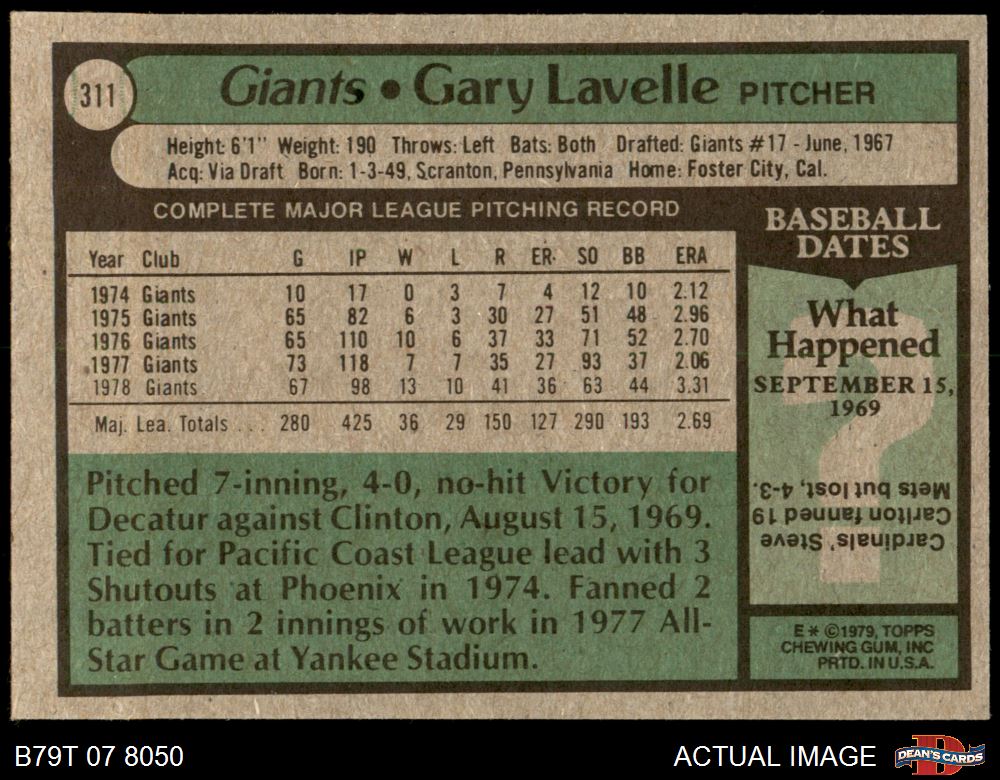 311
Giants • Gary Lavelle PITCHER
Height: 6'1" Weight: 190 Throws: Left Bats: Both Drafted: Giants #17 - June, 1967
Acq: Via Draft Born: 1-3-49, Scranton, Pennsylvania Home: Foster City, Cal.
COMPLETE MAJOR LEAGUE PITCHING RECORD
Year Club G IP W L R ER SO BB ERA
1974 Giants 10 17 0 3 7 4 12 10 2.12
1975 Giants 65 82 6 3 30 27 51 48 2.96
1976 Giants 65 110 10 6 37 33 71 52 2.70
1977 Giants 73 118 7 7 35 27 93 37 2.06
1978 Giants 67 98 13 10 41 36 63 44 3.31
Maj. Lea. Totals ... 280 425 36 29 150 127 290 193 2.69
Pitched 7-inning, 4-0, no-hit Victory for
Decatur against Clinton, August 15, 1969.
Tied for Pacific Coast League lead with 3
Shutouts at Phoenix in 1974. Fanned 2
batters in 2 innings of work in 1977 All-
Star Game at Yankee Stadium.
BASEBALL
DATES
What
Happened
SEPTEMBER 15,
1969
?
Cardinals', Steve
Carlton fanned 19
Mets but lost, 4-3.
E * ©1979, TOPPS
CHEWING GUM, INC
PRTD. IN U.S.A.
B79T 07 8050
ACTUAL IMAGE
D
DEAN'S CARDS